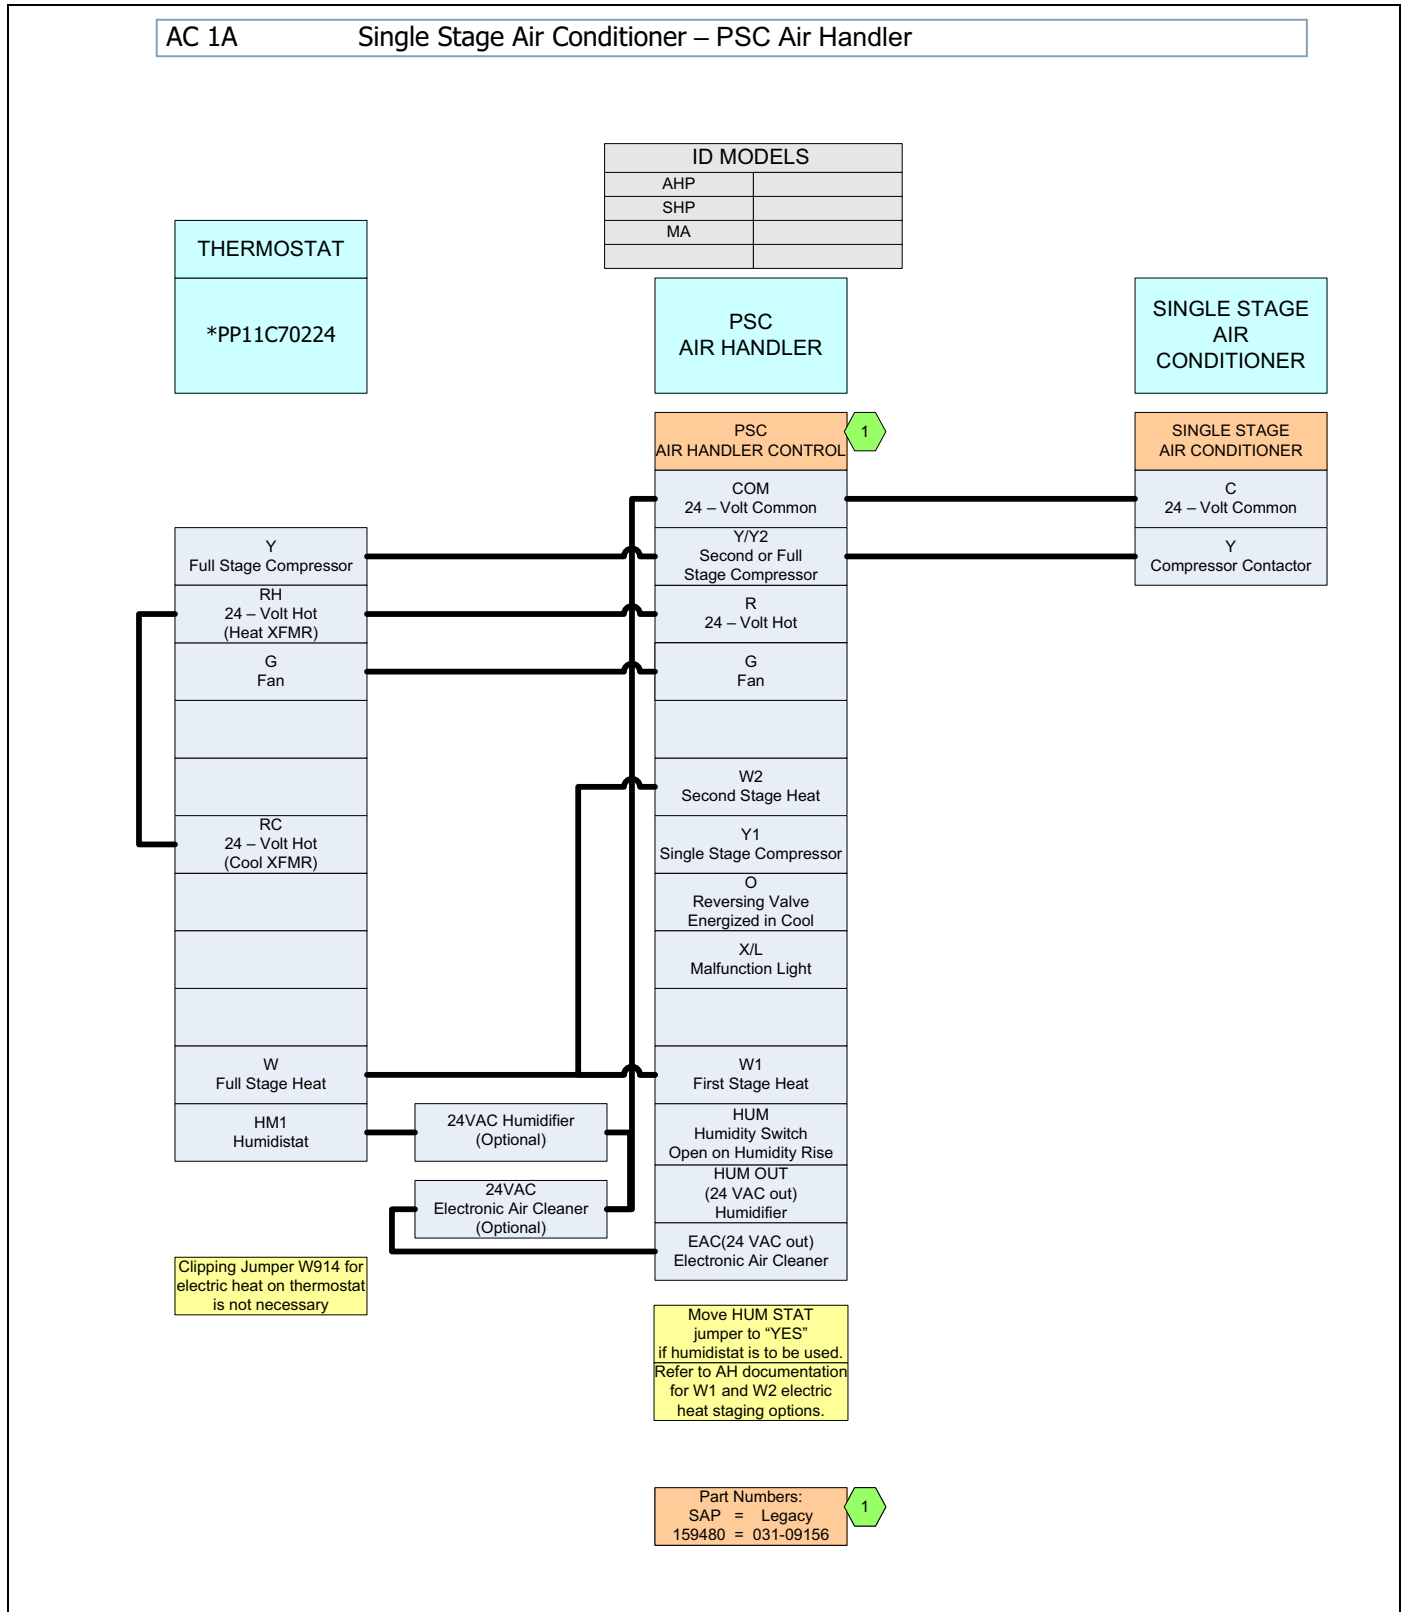 AC 1A Single Stage Air Conditioner – PSC Air Handler
ID MODELS
AHP
SHP
MA
THERMOSTAT
*PP11C70224
PSC
AIR HANDLER
SINGLE STAGE
AIR
CONDITIONER
PSC
AIR HANDLER CONTROL
1
SINGLE STAGE
AIR CONDITIONER
COM
24 – Volt Common
C
24 – Volt Common
Y
Full Stage Compressor
Y/Y2
Second or Full
Stage Compressor
Y
Compressor Contactor
RH
24 – Volt Hot
(Heat XFMR)
R
24 – Volt Hot
G
Fan
G
Fan
W2
Second Stage Heat
RC
24 – Volt Hot
(Cool XFMR)
Y1
Single Stage Compressor
O
Reversing Valve
Energized in Cool
X/L
Malfunction Light
W
Full Stage Heat
W1
First Stage Heat
HM1
Humidistat
24VAC Humidifier
(Optional)
HUM
Humidity Switch
Open on Humidity Rise
24VAC
Electronic Air Cleaner
(Optional)
HUM OUT
(24 VAC out)
Humidifier
EAC(24 VAC out)
Electronic Air Cleaner
Clipping Jumper W914 for
electric heat on thermostat
is not necessary
Move HUM STAT
jumper to “YES”
if humidistat is to be used.
Refer to AH documentation
for W1 and W2 electric
heat staging options.
Part Numbers:
SAP = Legacy
159480 = 031-09156
1